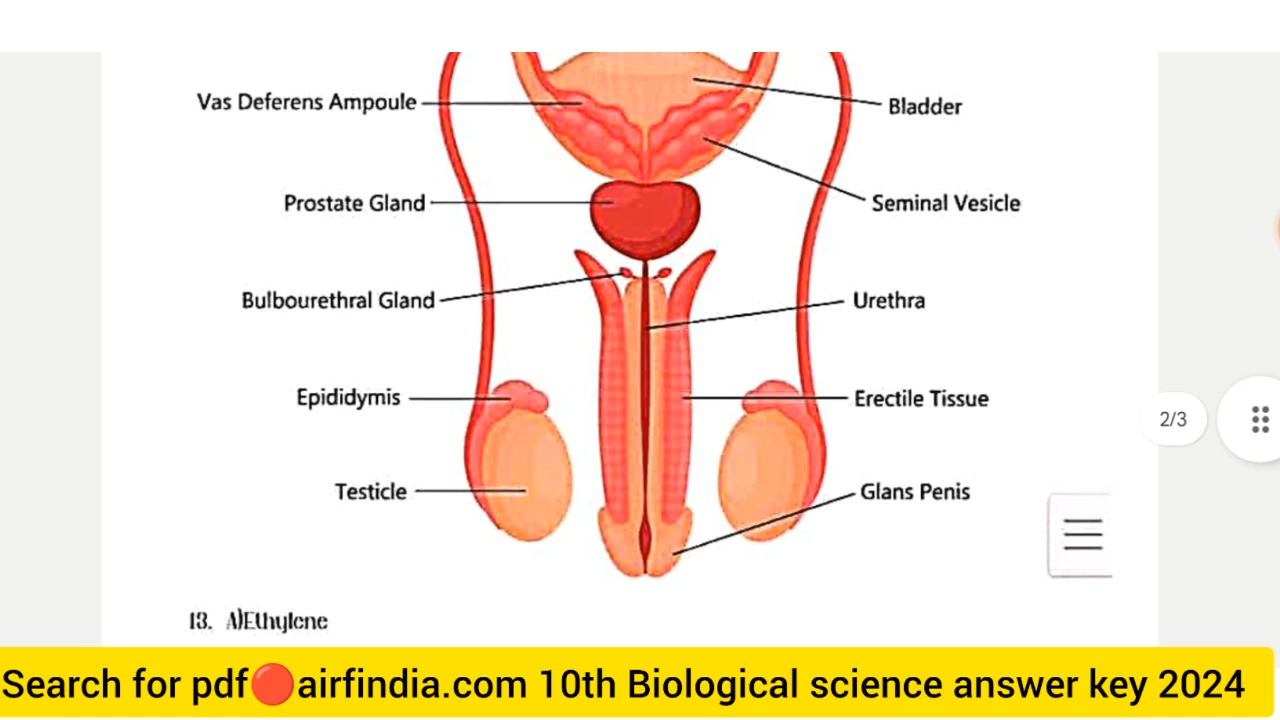 Vas Deferens Ampoule
Bladder
Prostate Gland
Seminal Vesicle
Bulbourethral Gland
Urethra
Epididymis
Erectile Tissue
2/3
Testicle
Glans Penis
13. A)Ethylene
Search for pdf🔴airfindia.com 10th Biological science answer key 2024